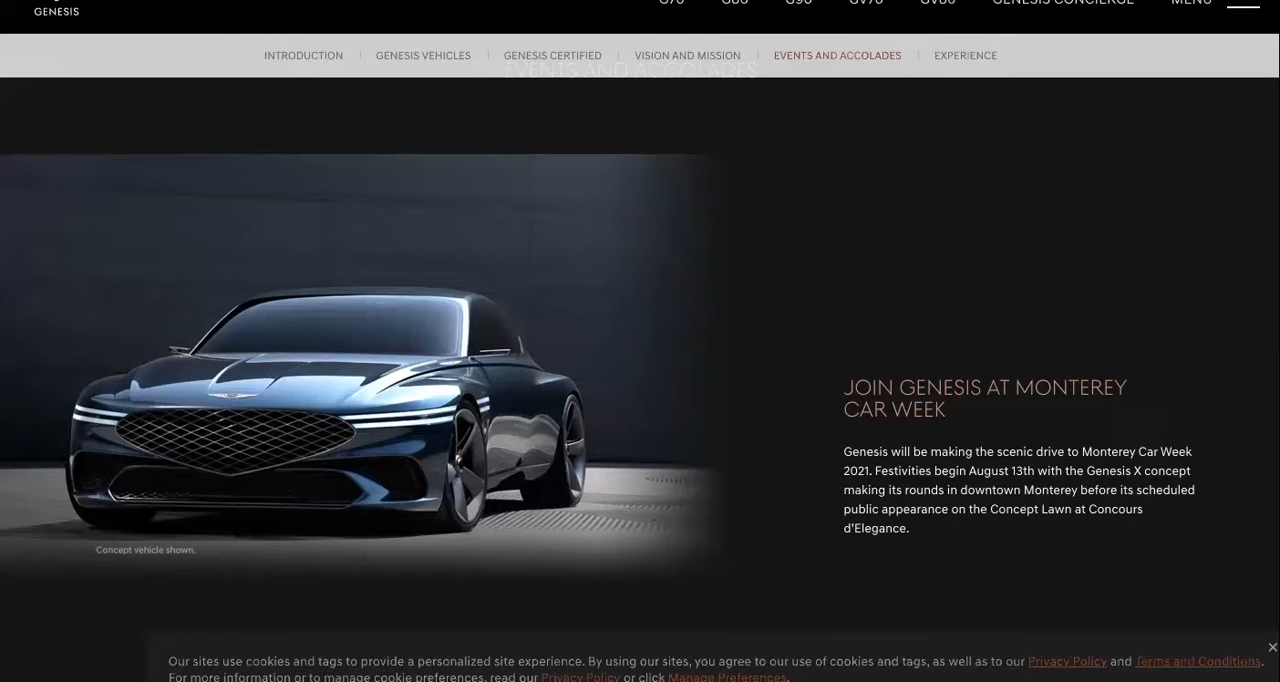 GENESIS
G70 G80 G90 GV70 GV80 GENESIS CONCIERGE MENU
INTRODUCTION GENESIS VEHICLES GENESIS CERTIFIED VISION AND MISSION EVENTS AND ACCOLADES EXPERIENCE
EVENTS AND ACCOLADES
JOIN GENESIS AT MONTEREY
CAR WEEK
Genesis will be making the scenic drive to Monterey Car Week
2021. Festivities begin August 13th with the Genesis X concept
making its rounds in downtown Monterey before its scheduled
public appearance on the Concept Lawn at Concours
d'Elegance.
Concept vehicle shown.
Our sites use cookies and tags to provide a personalized site experience. By using our sites, you agree to our use of cookies and tags, as well as to our Privacy Policy and Terms and Conditions.
For more information or to manage cookie preferences, read our Privacy Policy or click Manage Preferences.